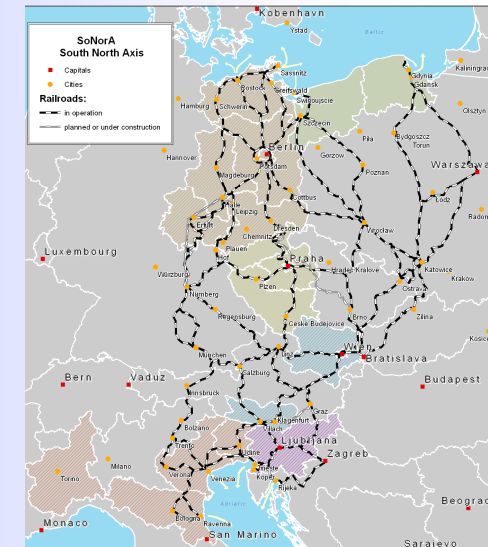 SoNorA
South North Axis
Capitals
Cities
Railroads:
in operation
planned or under construction
Kobenhavn
Ystad
Baltic
Sassnitz
Rostock
Greifswald
Gdynia
Gdansk
Kaliningrad
Hamburg
Schwerin
Swinoujscie
Szczecin
Olsztyn
Hannover
Berlin
Potsdam
Gorzow
Pila
Bydgoszcz
Torun
Warszawa
Magdeburg
Cottbus
Poznan
Lodz
Halle
Leipzig
Radom
Erfurt
Chemnitz
Dresden
Wroclaw
Plauen
Hof
Luxembourg
Praha
Hradec Kralove
Katowice
Krakow
Würzburg
Plzen
Ostrava
Nürnberg
Regensburg
Ceske Budejovice
Brno
Zilina
Kosice
München
Linz
Wien
Bratislava
Salzburg
Bern
Vaduz
Innsbruck
Budapest
Graz
Bolzano
Klagenfurt
Villach
Trento
Udine
Ljubljana
Zagreb
Torino
Milano
Verona
Venezia
Trieste
Koper
Rijeka
Adriatic
Beograd
Bologna
Ravenna
Monaco
San Marino
Sarajevo